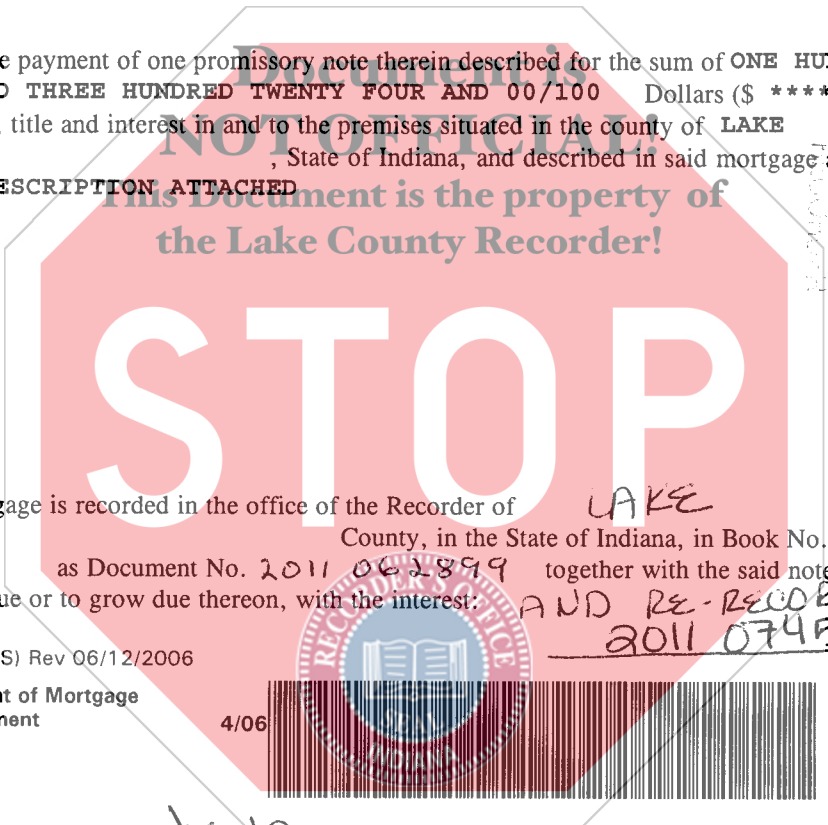 e payment of one promissory note therein described for the sum of ONE HU
THREE HUNDRED TWENTY FOUR AND 00/100 Dollars ($ ****
, title and interest in and to the premises situated in the county of LAKE
, State of Indiana, and described in said mortgage
ESCRIPTION ATTACHED
Document is
NOT OFFICIAL!
This Document is the property of
the Lake County Recorder!
STOP
gage is recorded in the office of the Recorder of LAKE
County, in the State of Indiana, in Book No.
as Document No. 2011 062899 together with the said note
ue or to grow due thereon, with the interest: AND RE-RECOR
2011 074
S) Rev 06/12/2006
t of Mortgage
ment
4/06
RECORDER'S OFFICE
SEAL
INDIANA